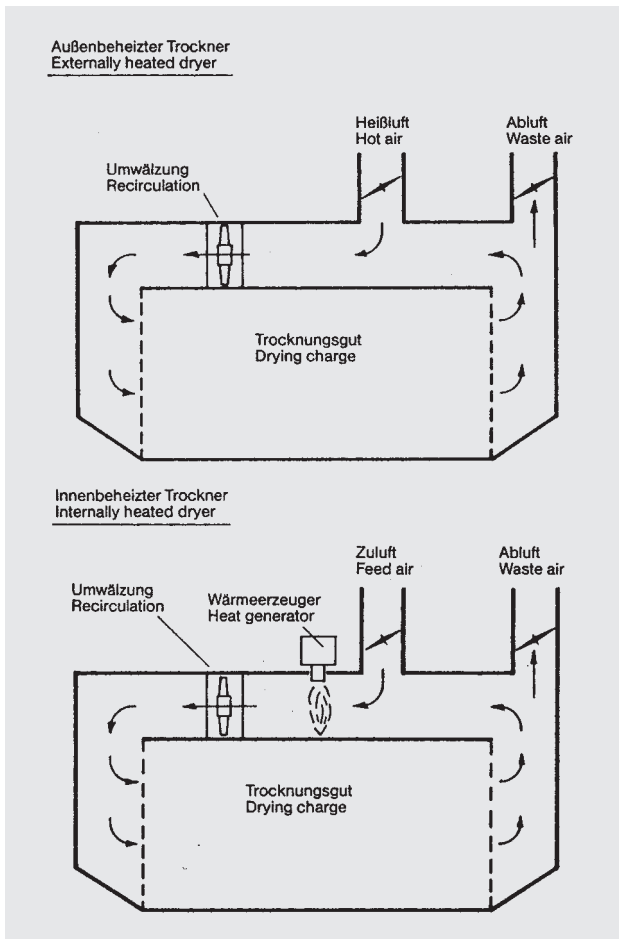 Außenbeheizter Trockner
Externally heated dryer
Heißluft
Hot air
Abluft
Waste air
Umwälzung
Recirculation
Trocknungsgut
Drying charge
Innenbeheizter Trockner
Internally heated dryer
Zuluft
Feed air
Abluft
Waste air
Umwälzung
Recirculation
Wärmeerzeuger
Heat generator
Trocknungsgut
Drying charge